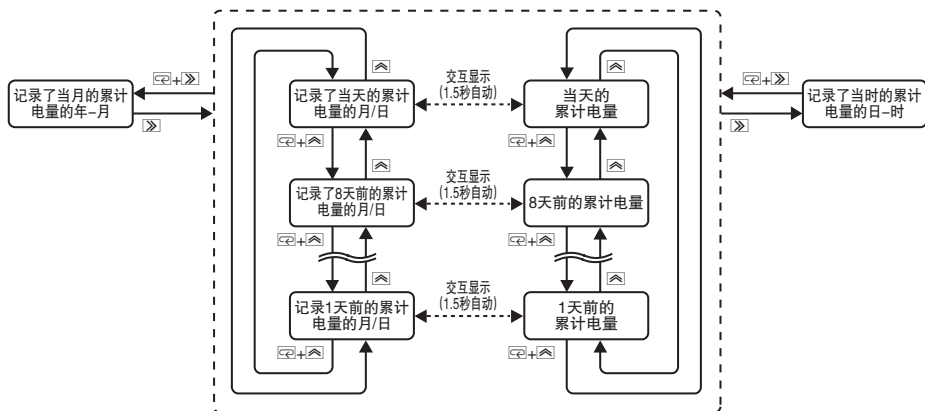 记录了当月的累计
电量的年–月
+
记录了当天的累计
电量的月/日
交互显示
(1.5秒自动)
当天的
累计电量
+
记录了当时的累计
电量的日–时
+
+
记录了8天前的累计
电量的月/日
交互显示
(1.5秒自动)
8天前的累计电量
+
+
记录1天前的累计
电量的月/日
交互显示
(1.5秒自动)
1天前的
累计电量
+
+